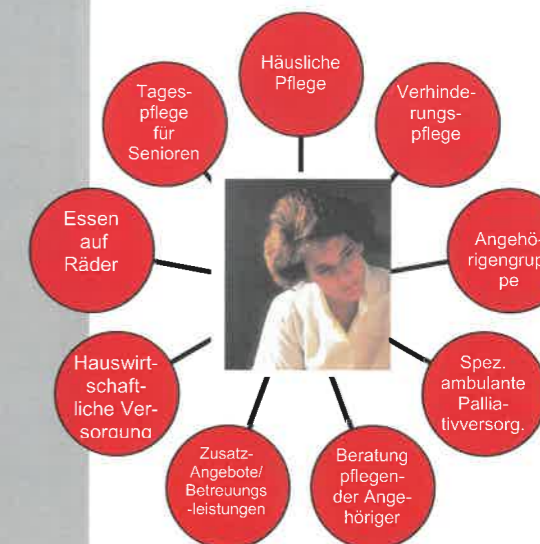 Häusliche
Pflege
Verhinde-
rungs-
pflege
Angehö-
rigengrup
pe
Spez.
ambulante
Pallia-
tivversorg.
Beratung
pflegen-
der Ange-
höriger
Zusatz-
Angebote/
Betreuungs
-leistungen
Hauswirt-
schaft-
liche Ver-
sorgung
Essen
auf
Räder
Tages-
pflege
für
Senioren